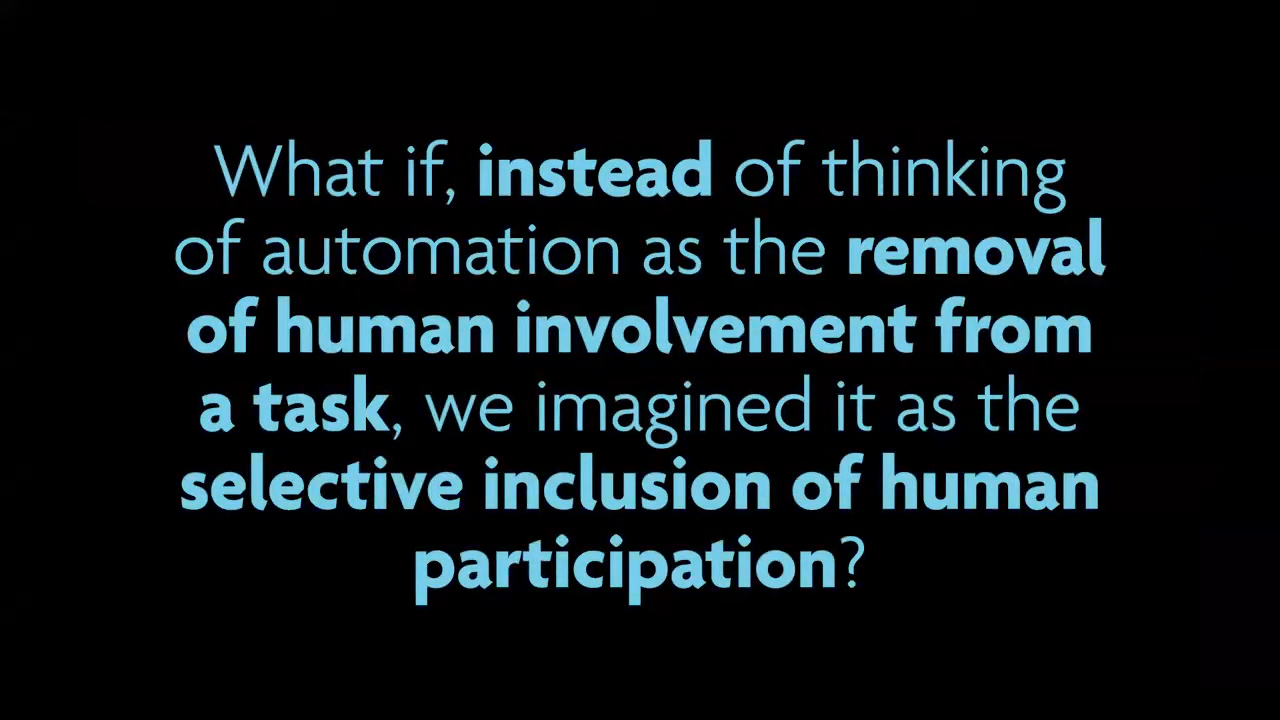 What if, instead of thinking
of automation as the removal
of human involvement from
a task, we imagined it as the
selective inclusion of human
participation?